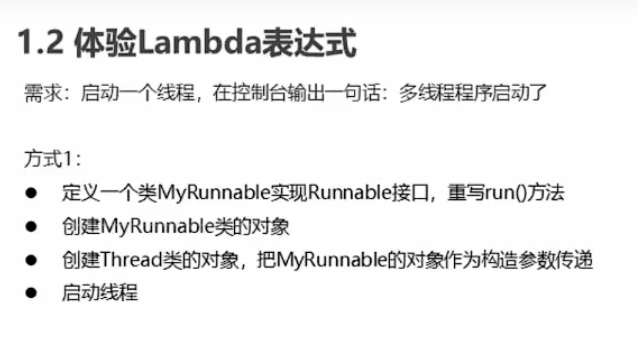 1.2 体验Lambda表达式
需求：启动一个线程，在控制台输出一句话：多线程程序启动了
方式1：
● 定义一个类MyRunnable实现Runnable接口，重写run()方法
● 创建MyRunnable类的对象
● 创建Thread类的对象，把MyRunnable的对象作为构造参数传递
● 启动线程